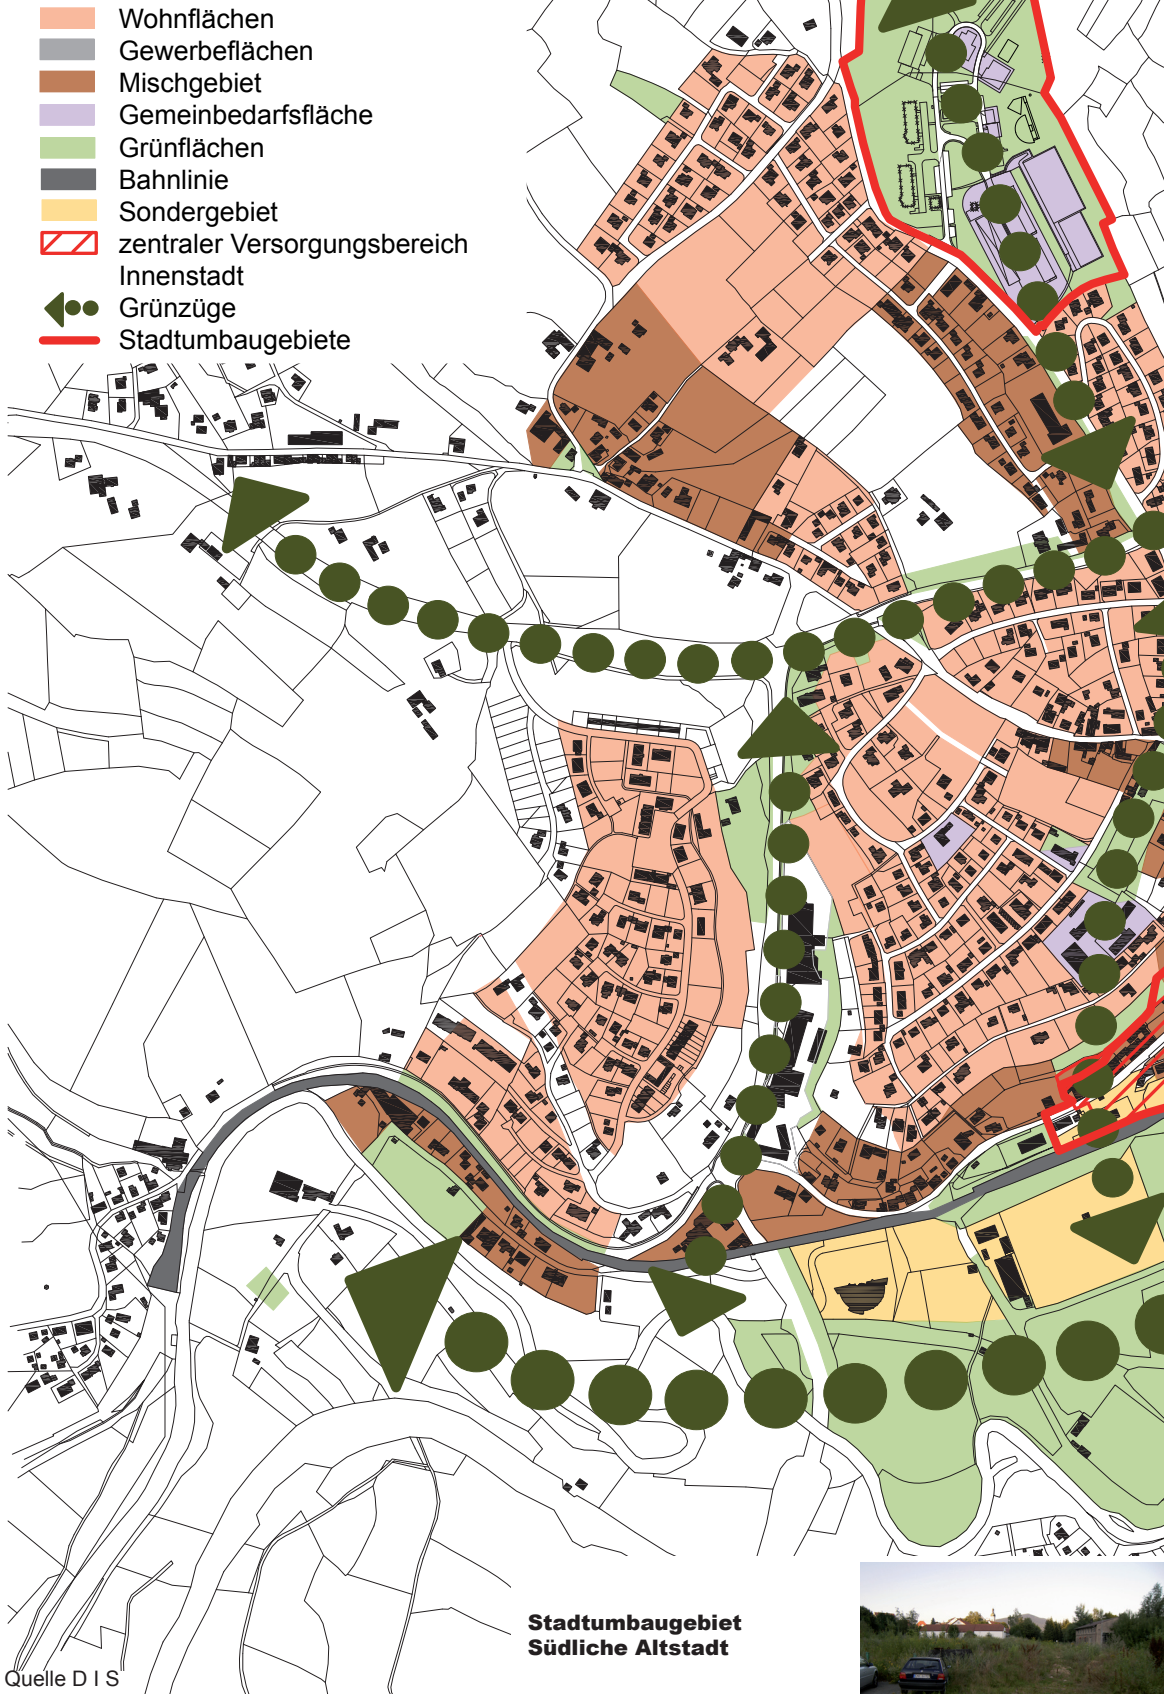 Wohnflächen
Gewerbeflächen
Mischgebiet
Gemeinbedarfsfläche
Grünflächen
Bahnlinie
Sondergebiet
zentraler Versorgungsbereich
Innenstadt
Grünzüge
Stadtumbaugebiete
Stadtumbaugebiet
Südliche Altstadt
Quelle D I S